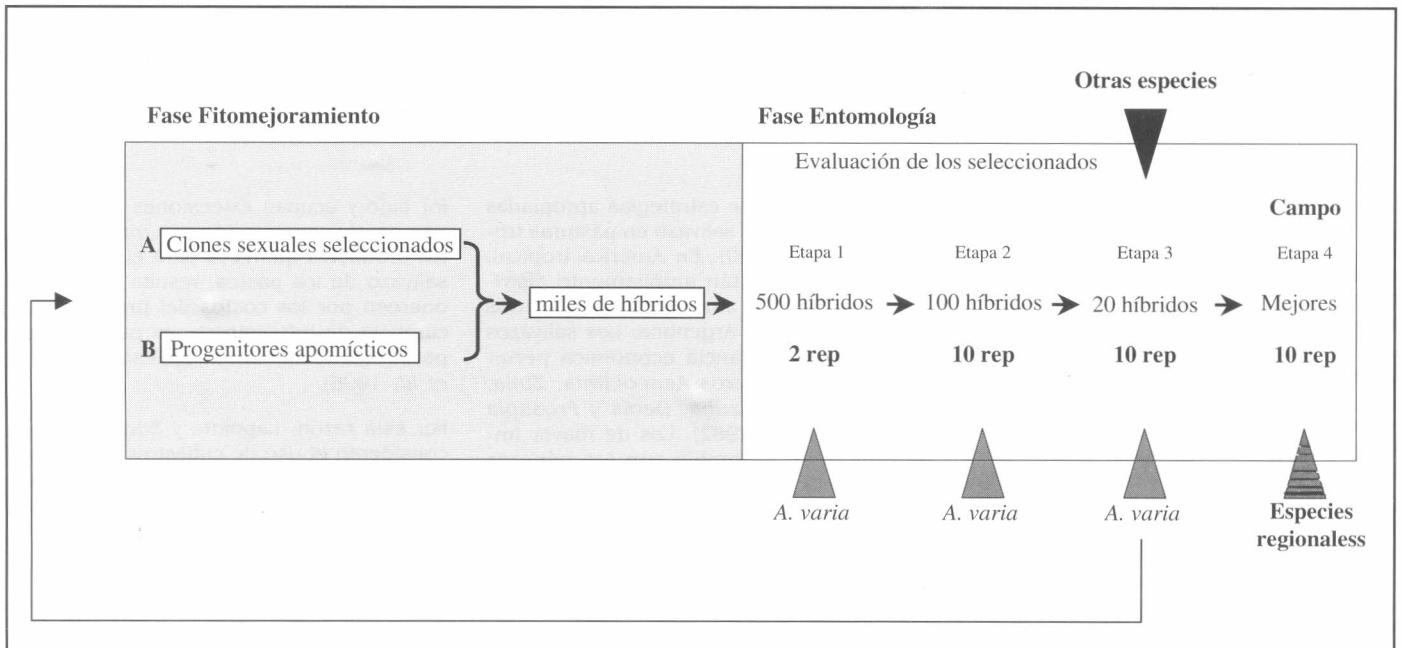 Otras especies
Fase Fitomejoramiento
Fase Entomología
Evaluación de los seleccionados
Campo
A Clones sexuales seleccionados
B Progenitores apomícticos
miles de híbridos
Etapa 1
500 híbridos
2 rep
Etapa 2
100 híbridos
10 rep
Etapa 3
20 híbridos
10 rep
Etapa 4
Mejores
10 rep
A. varia
A. varia
A. varia
Especies
regionaless